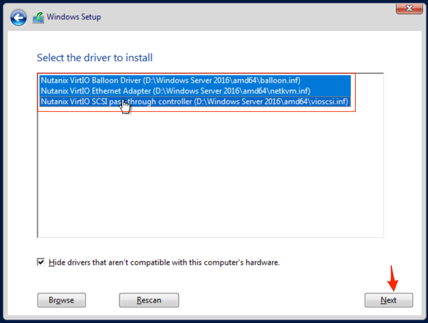 Windows Setup
Select the driver to install
Nutanix VirtIO Balloon Driver (D:\Windows Server 2016\amd64\balloon.inf)
Nutanix VirtIO Ethernet Adapter (D:\Windows Server 2016\amd64\netkvm.inf)
Nutanix VirtIO SCSI pass-through controller (D:\Windows Server 2016\amd64\vioscsi.inf)
Hide drivers that aren't compatible with this computer's hardware.
Browse
Rescan
Next